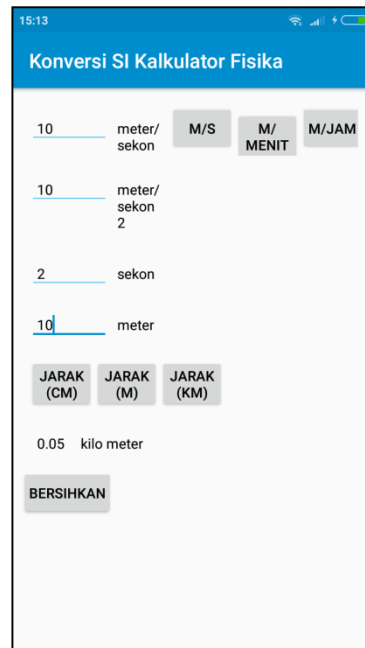 15:13
Konversi SI Kalkulator Fisika
10 meter/ sekon M/S M/ MENIT M/JAM
10 meter/ sekon 2
2 sekon
10 meter
JARAK (CM) JARAK (M) JARAK (KM)
0.05 kilo meter
BERSIHKAN